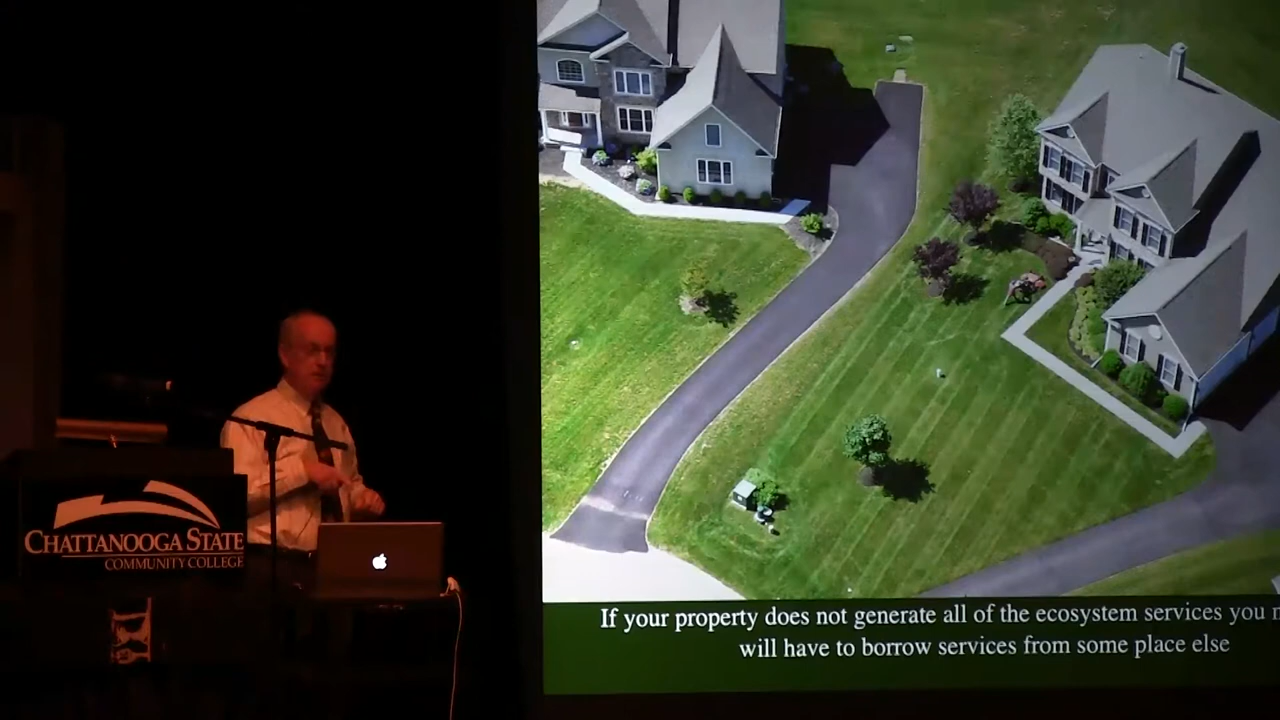 CHATTANOOGA STATE
COMMUNITY COLLEGE
If your property does not generate all of the ecosystem services you
will have to borrow services from some place else